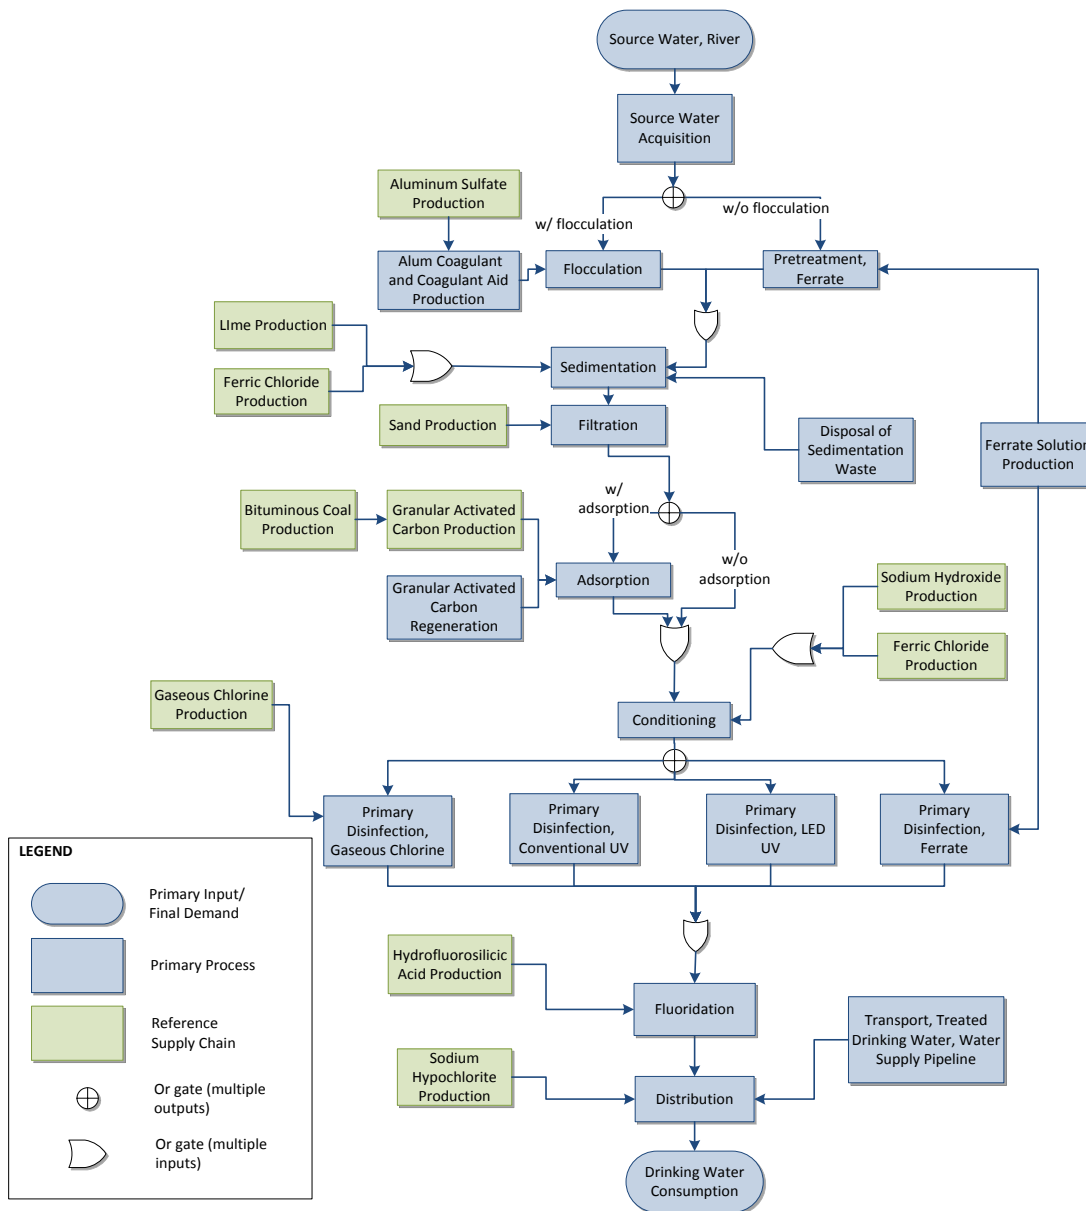 Source Water, River
Source Water
Acquisition
Aluminum Sulfate
Production
w/ flocculation
w/o flocculation
Alum Coagulant
and Coagulant Aid
Production
Flocculation
Pretreatment,
Ferrate
LIme Production
Ferric Chloride
Production
Sedimentation
Sand Production
Filtration
Disposal of
Sedimentation
Waste
Ferrate Solution
Production
w/
adsorption
w/o
adsorption
Bituminous Coal
Production
Granular Activated
Carbon Production
Granular Activated
Carbon
Regeneration
Adsorption
Sodium Hydroxide
Production
Ferric Chloride
Production
Gaseous Chlorine
Production
Conditioning
Primary
Disinfection,
Gaseous Chlorine
Primary
Disinfection,
Conventional UV
Primary
Disinfection, LED
UV
Primary
Disinfection,
Ferrate
LEGEND
Primary Input/
Final Demand
Primary Process
Reference
Supply Chain
Or gate (multiple
outputs)
Or gate (multiple
inputs)
Hydrofluorosilicic
Acid Production
Fluoridation
Transport, Treated
Drinking Water, Water
Supply Pipeline
Sodium
Hypochlorite
Production
Distribution
Drinking Water
Consumption